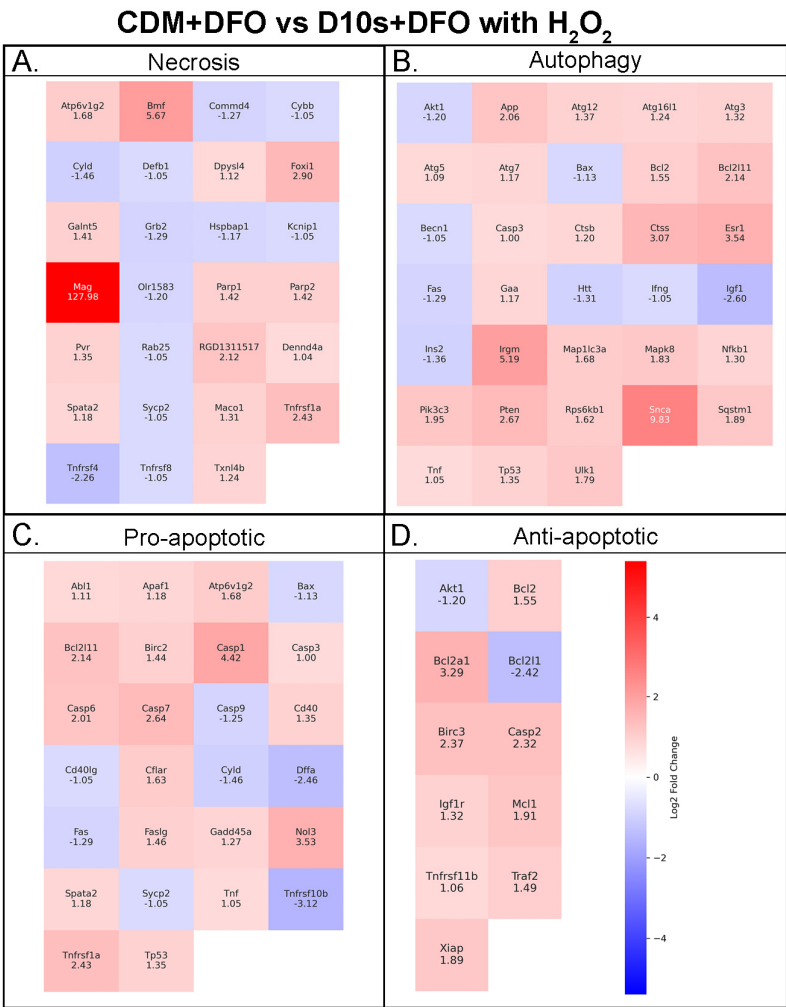 CDM+DFO vs D10s+DFO with H₂O₂
A. Necrosis
Atp6v1g2 Bmf Commd4 Cybb
1.68 5.67 -1.27 -1.05
Cyld Defb1 Dpysl4 Foxi1
-1.46 -1.05 1.12 2.90
Galnt5 Grb2 Hspbap1 Kcnip1
1.41 -1.29 -1.17 -1.05
Mag Olr1583 Parp1 Parp2
127.98 -1.20 1.42 1.42
Pvr Rab25 RGD1311517 Dennd4a
1.35 -1.05 2.12 1.04
Spata2 Sycp2 Maco1 Tnfrsf1a
1.18 -1.05 1.31 2.43
Tnfrsf4 Tnfrsf8 Txnl4b
-2.26 -1.05 1.24
B. Autophagy
Akt1 App Atg12 Atg16l1 Atg3
-1.20 2.06 1.37 1.24 1.32
Atg5 Atg7 Bax Bcl2 Bcl2l11
1.09 1.17 -1.13 1.55 2.14
Becn1 Casp3 Ctsb Ctss Esr1
-1.05 1.00 1.20 3.07 3.54
Fas Gaa Htt Ifng Igf1
-1.29 1.17 -1.31 -1.05 -2.60
Ins2 Irgm Map1lc3a Mapk8 Nfkb1
-1.36 5.19 1.68 1.83 1.30
Pik3c3 Pten Rps6kb1 Snca Sqstm1
1.95 2.67 1.62 9.83 1.89
Tnf Tp53 Ulk1
1.05 1.35 1.79
C. Pro-apoptotic
Abl1 Apaf1 Atp6v1g2 Bax
1.11 1.18 1.68 -1.13
Bcl2l11 Birc2 Casp1 Casp3
2.14 1.44 4.42 1.00
Casp6 Casp7 Casp9 Cd40
2.01 2.64 -1.25 1.35
Cd40lg Cflar Cyld Dffa
-1.05 1.63 -1.46 -2.46
Fas Faslg Gadd45a Nol3
-1.29 1.46 1.27 3.53
Spata2 Sycp2 Tnf Tnfrsf10b
1.18 -1.05 1.05 -3.12
Tnfrsf1a Tp53
2.43 1.35
D. Anti-apoptotic
Akt1 Bcl2
-1.20 1.55
Bcl2a1 Bcl2l1
3.29 -2.42
Birc3 Casp2
2.37 2.32
Igf1r Mcl1
1.32 1.91
Tnfrsf11b Traf2
1.06 1.49
Xiap
1.89
4
2
0
−2
−4
Log2 Fold Change